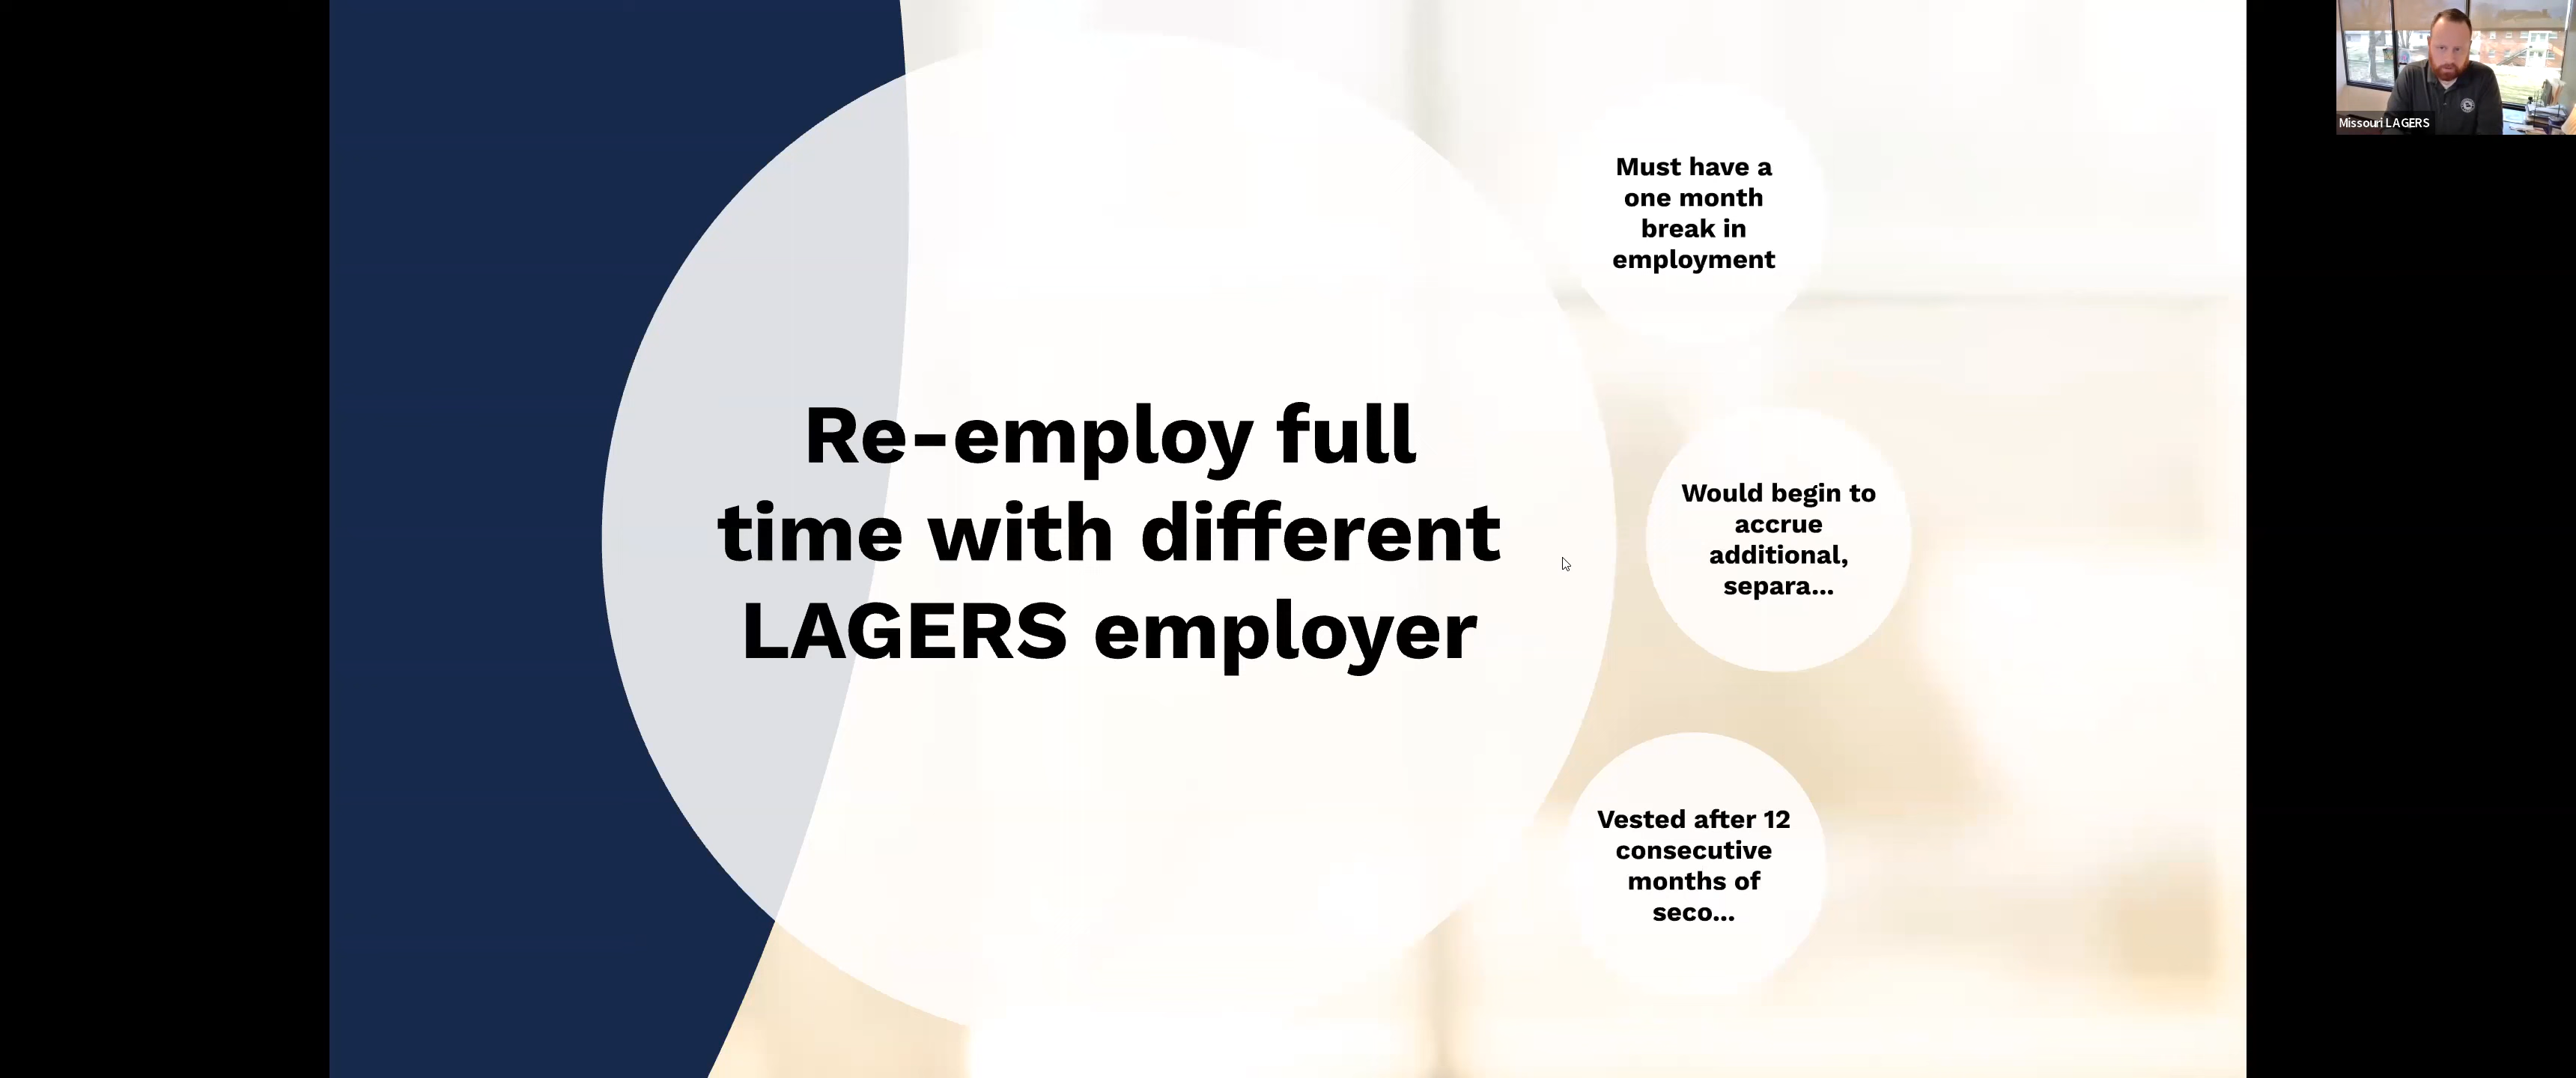 Re-employ full
time with different
LAGERS employer
Must have a
one month
break in
employment
Would begin to
accrue
additional,
separa...
Vested after 12
consecutive
months of
seco...
Missouri LAGERS